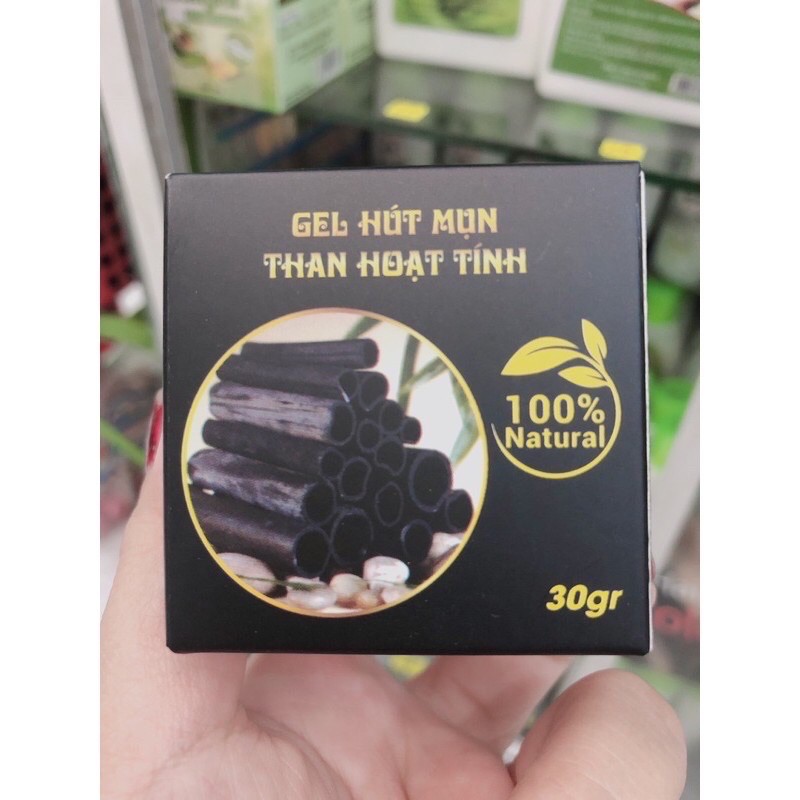 GEL HÚT MỤN
THAN HOẠT TÍNH
100%
Natural
30gr